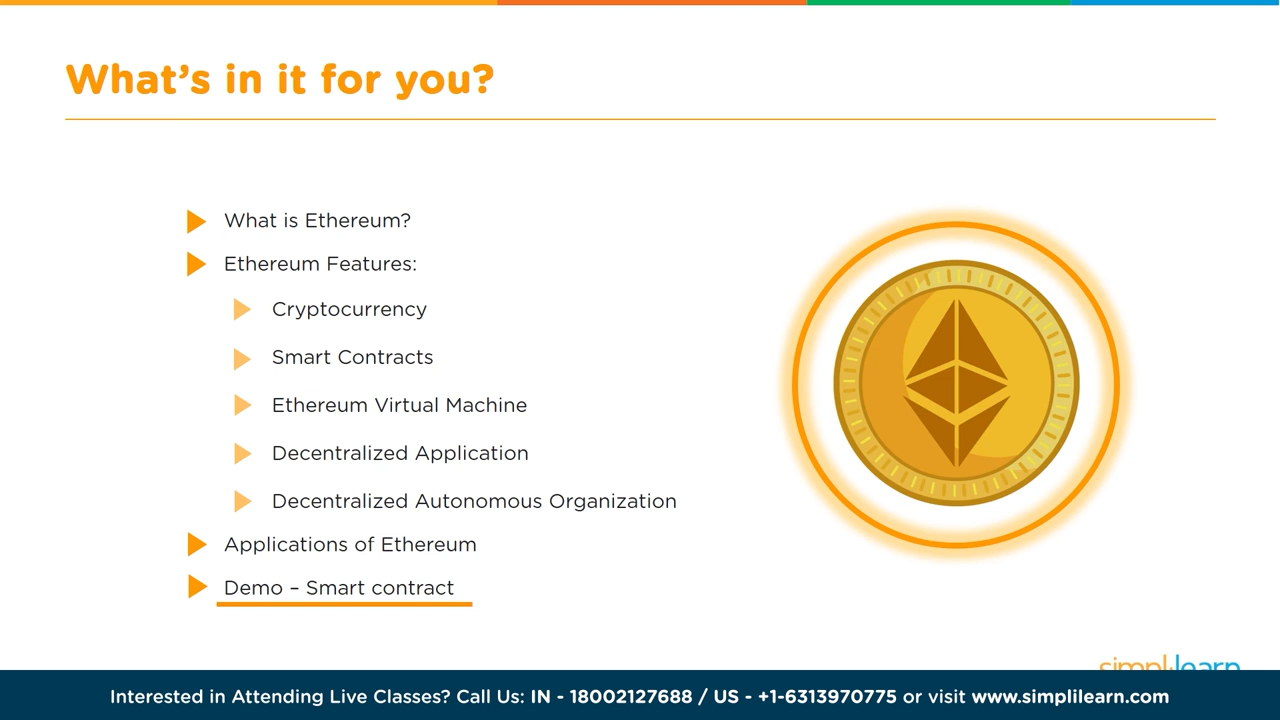 What's in it for you?
What is Ethereum?
Ethereum Features:
Cryptocurrency
Smart Contracts
Ethereum Virtual Machine
Decentralized Application
Decentralized Autonomous Organization
Applications of Ethereum
Demo – Smart contract
simplilearn
Interested in Attending Live Classes? Call Us: IN - 18002127688 / US - +1-6313970775 or visit www.simplilearn.com